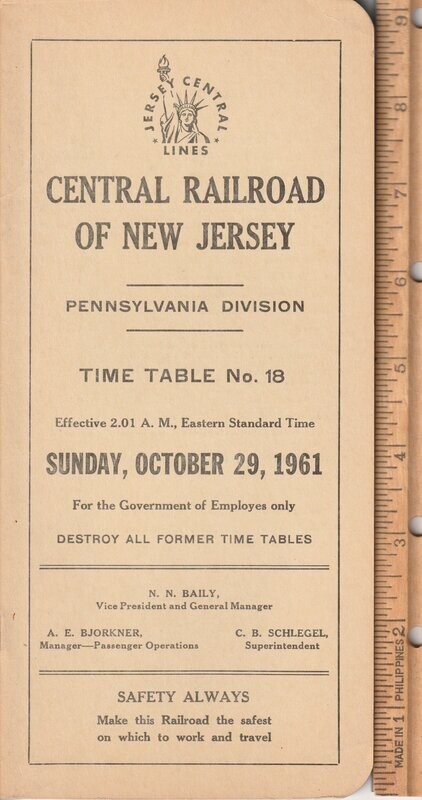 JERSEY CENTRAL
LINES
CENTRAL RAILROAD
OF NEW JERSEY
PENNSYLVANIA DIVISION
TIME TABLE No. 18
Effective 2.01 A. M., Eastern Standard Time
SUNDAY, OCTOBER 29, 1961
For the Government of Employes only
DESTROY ALL FORMER TIME TABLES
N. N. BAILY,
Vice President and General Manager
A. E. BJORKNER,
Manager—Passenger Operations
C. B. SCHLEGEL,
Superintendent
SAFETY ALWAYS
Make this Railroad the safest
on which to work and travel
MADE IN PHILIPPINES
1
2
3
4
5
6
7
8
9